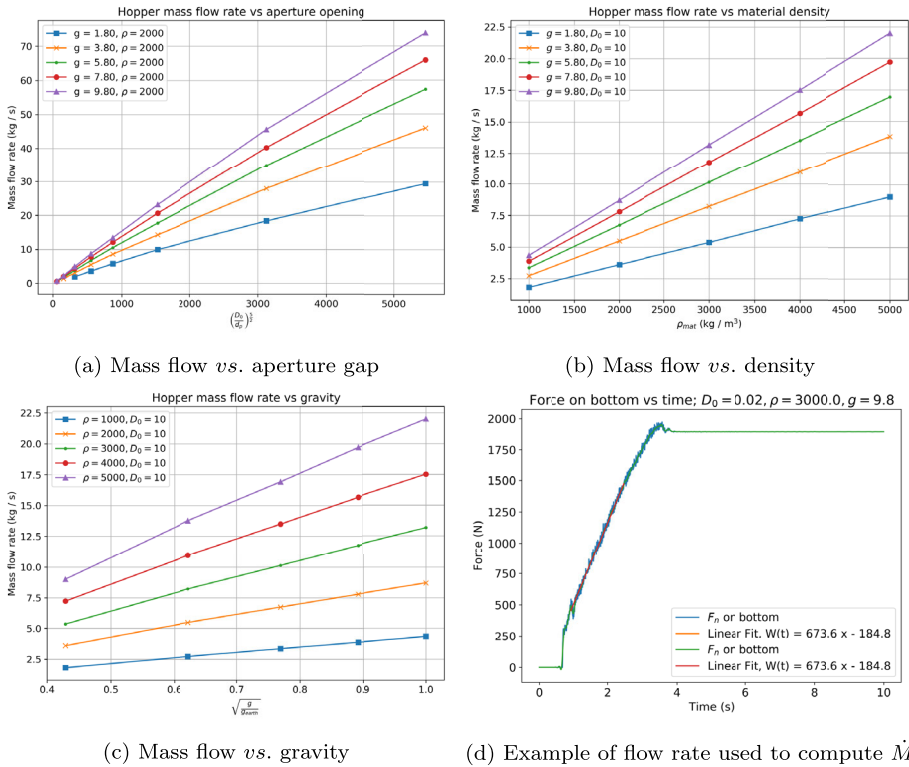 Hopper mass flow rate vs aperture opening
g = 1.80, ρ = 2000
g = 3.80, ρ = 2000
g = 5.80, ρ = 2000
g = 7.80, ρ = 2000
g = 9.80, ρ = 2000
Mass flow rate (kg / s)
70
60
50
40
30
20
10
0
0 1000 2000 3000 4000 5000
(D₀/dₚ)^(5/2)
(a) Mass flow vs. aperture gap
Hopper mass flow rate vs material density
g = 1.80, D₀ = 10
g = 3.80, D₀ = 10
g = 5.80, D₀ = 10
g = 7.80, D₀ = 10
g = 9.80, D₀ = 10
Mass flow rate (kg / s)
22.5
20.0
17.5
15.0
12.5
10.0
7.5
5.0
2.5
1000 1500 2000 2500 3000 3500 4000 4500 5000
ρmat (kg / m³)
(b) Mass flow vs. density
Hopper mass flow rate vs gravity
ρ = 1000, D₀ = 10
ρ = 2000, D₀ = 10
ρ = 3000, D₀ = 10
ρ = 4000, D₀ = 10
ρ = 5000, D₀ = 10
Mass flow rate (kg / s)
22.5
20.0
17.5
15.0
12.5
10.0
7.5
5.0
2.5
0.4 0.5 0.6 0.7 0.8 0.9 1.0
√(g/gearth)
(c) Mass flow vs. gravity
Force on bottom vs time; D₀ = 0.02, ρ = 3000.0, g = 9.8
Force (N)
2000
1750
1500
1250
1000
750
500
250
0
Fₙ or bottom
Linear Fit. W(t) = 673.6 x - 184.8
Fₙ or bottom
Linear Fit, W(t) = 673.6 x - 184.8
0 2 4 6 8 10
Time (s)
(d) Example of flow rate used to compute Ṁ